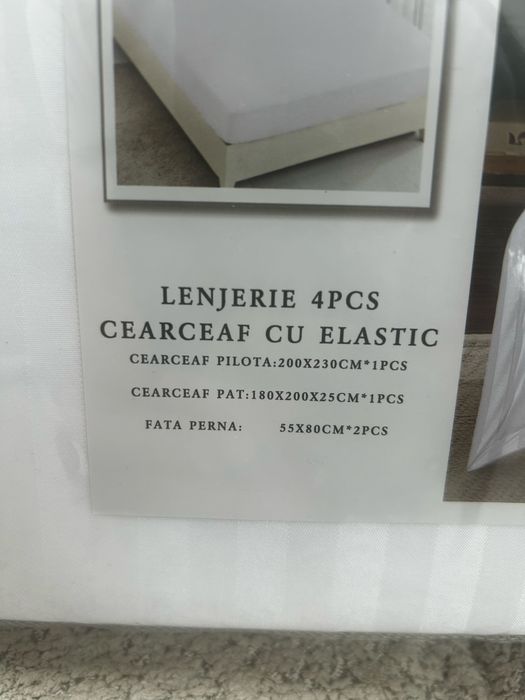 LENJERIE 4PCS
CEARCEAF CU ELASTIC
CEARCEAF PILOTA:200X230CM*1PCS
CEARCEAF PAT:180X200X25CM*1PCS
FATA PERNA: 55X80CM*2PCS